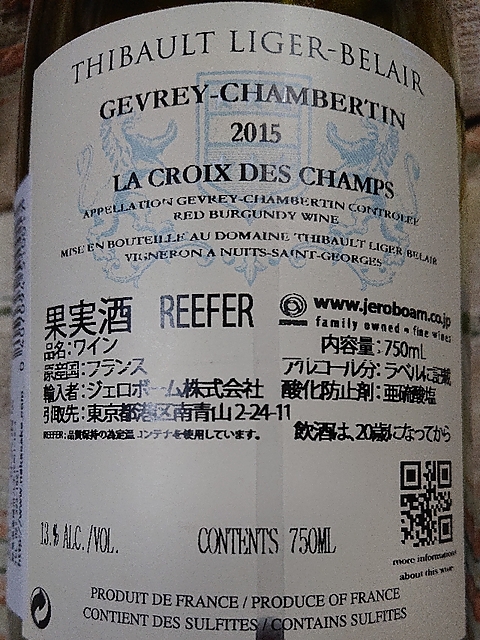 THIBAULT LIGER-BELAIR
GEVREY-CHAMBERTIN
2015
LA CROIX DES CHAMPS
APPELLATION GEVREY-CHAMBERTIN CONTROLEE
RED BURGUNDY WINE
MISE EN BOUTEILLE AU DOMAINE THIBAULT LIGER BELAIR
VIGNERON A NUITS-SAINT-GEORGES
果実酒 REEFER
www.jeroboam.co.jp
family owned • fine wines
品名:ワイン 内容量:750mL
原産国:フランス アルコール分:ラベルに記載
輸入者:ジェロボーム株式会社 酸化防止剤:亜硫酸塩
引取先:東京都港区南青山2-24-11
REEFER:品質保持の為定温コンテナを使用しています。 飲酒は、20歳になってから
13.% ALC./VOL. CONTENTS 750ML
more information
about this wine
PRODUIT DE FRANCE / PRODUCE OF FRANCE
CONTIENT DES SULFITES / CONTAINS SULFITES